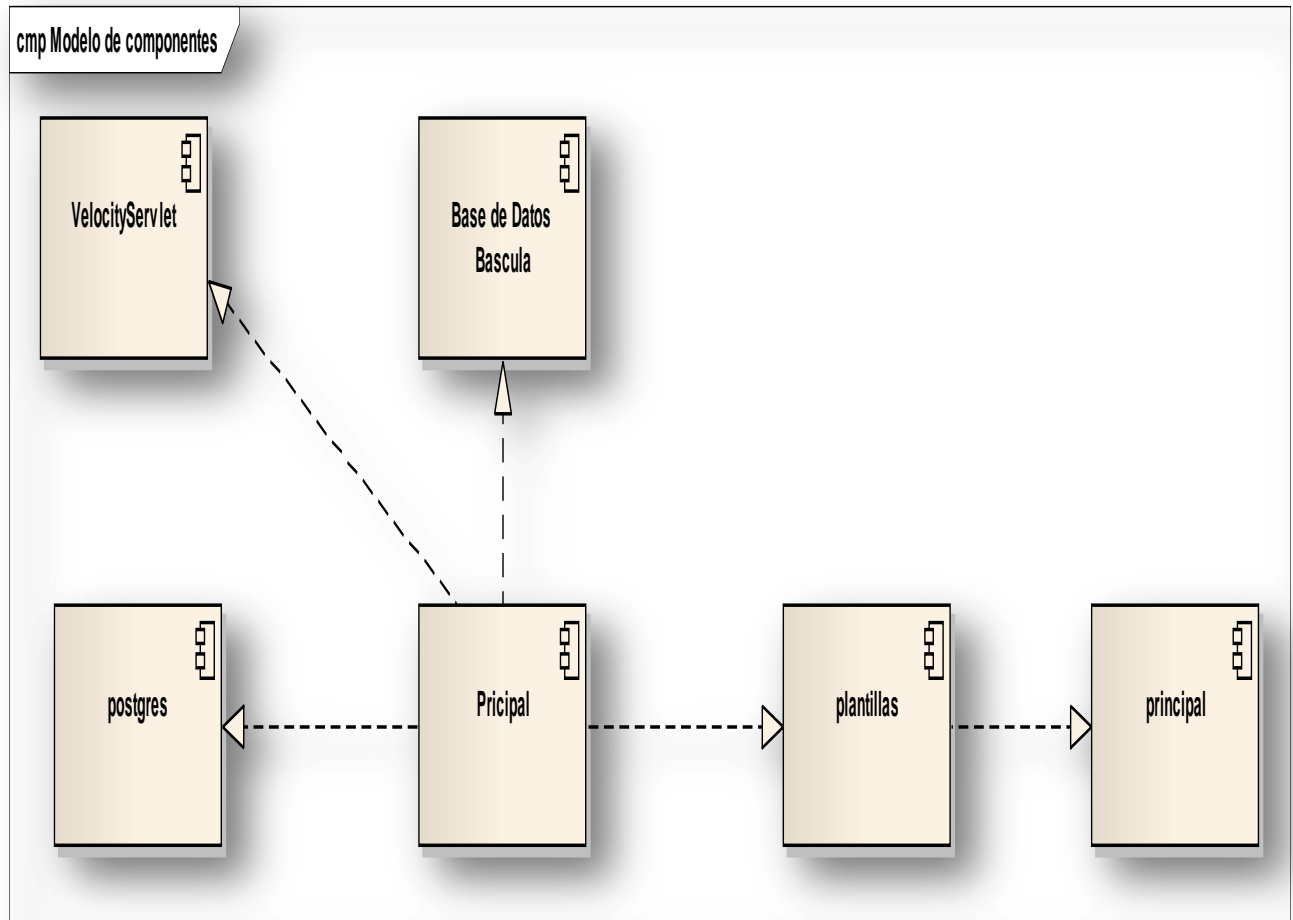 cmp Modelo de componentes
VelocityServlet
Base de Datos
Bascula
postgres
Pricipal
plantillas
principal